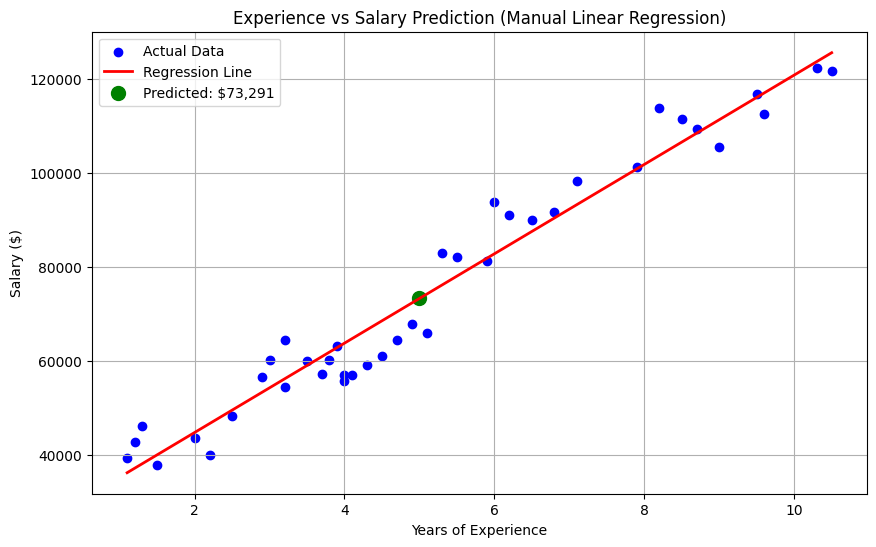 Experience vs Salary Prediction (Manual Linear Regression)
Actual Data
Regression Line
Predicted: $73,291
120000
100000
80000
60000
40000
Salary ($)
2 4 6 8 10
Years of Experience